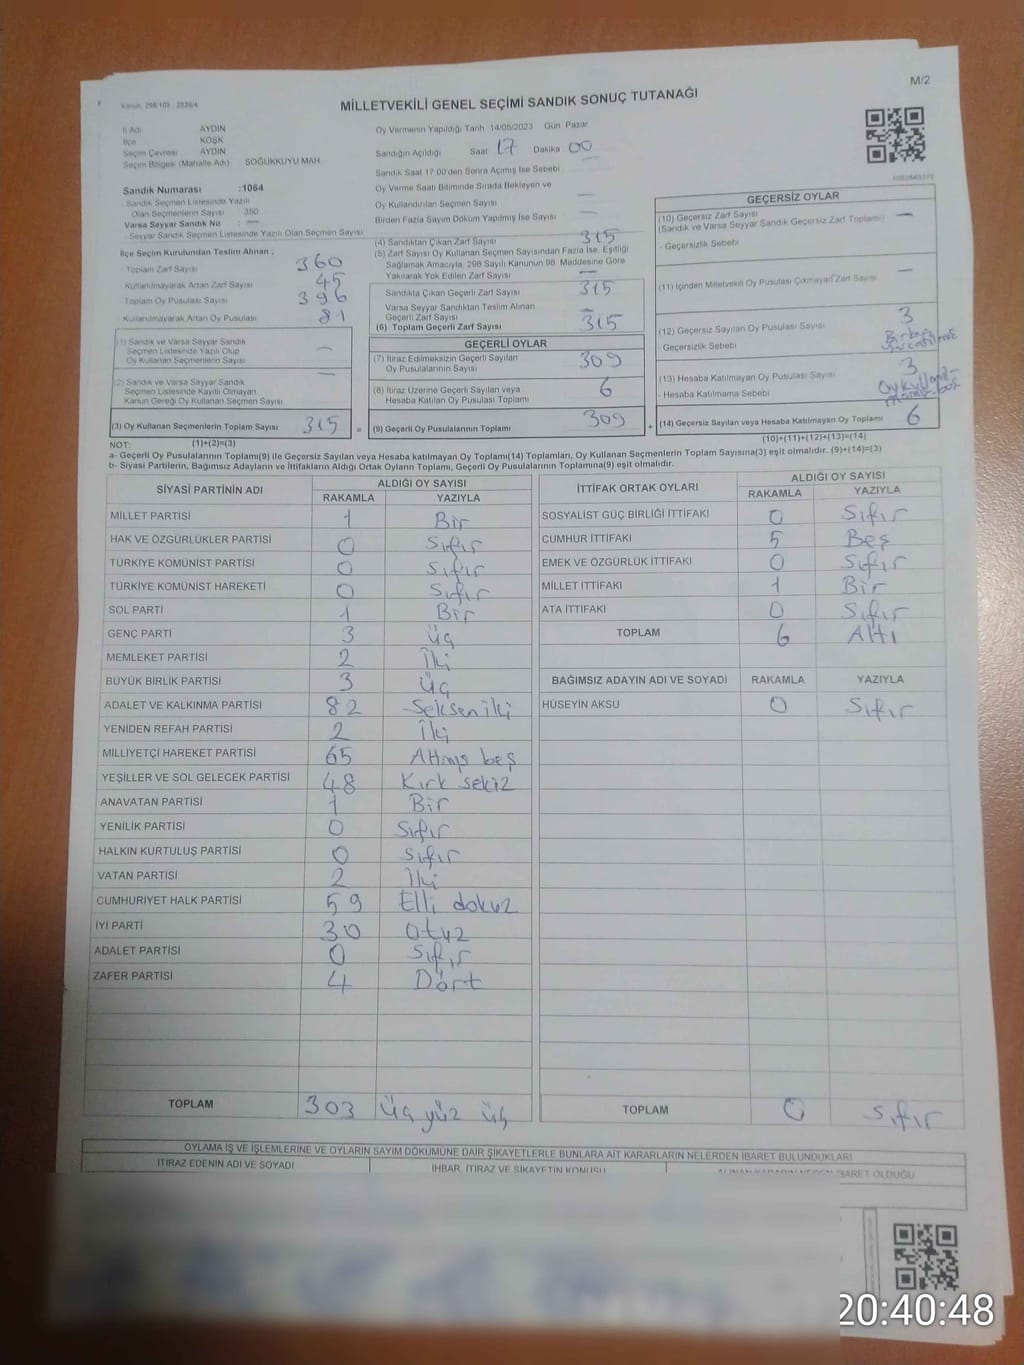 M/2
Kanun: 298/105 , 2839/4
MİLLETVEKİLİ GENEL SEÇİMİ SANDIK SONUÇ TUTANAĞI
İl Adı AYDIN
İlçe KÖŞK
Seçim Çevresi AYDIN
Seçim Bölgesi (Mahalle Adı) SOĞUKKUYU MAH
Sandık Numarası :1064
Sandık Seçmen Listesinde Yazılı
Olan Seçmenlerin Sayısı 350
Varsa Seyyar Sandık No : —
Seyyar Sandık Seçmen Listesinde Yazılı Olan Seçmen Sayısı
Oy Vermenin Yapıldığı Tarih 14/05/2023 Gün Pazar
Sandığın Açıldığı Saat 17 Dakika 00
Sandık Saat 17 00'den Sonra Açmış İse Sebebi
Oy Verme Saati Bitiminde Sırada Bekleyen ve
Oy Kullandırılan Seçmen Sayısı —
Birden Fazla Sayım Döküm Yapılmış İse Sayısı —
İlçe Seçim Kurulundan Teslim Alınan ;
Toplam Zarf Sayısı 360
Kullanılmayarak Artan Zarf Sayısı 45
Toplam Oy Pusulası Sayısı 396
Kullanılmayarak Artan Oy Pusulası 81
(1) Sandık ve Varsa Seyyar Sandık
Seçmen Listesinde Yazılı Olup
Oy Kullanan Seçmenlerin Sayısı —
(2) Sandık ve Varsa Seyyar Sandık
Seçmen Listesinde Kayıtlı Olmayan
Kanun Gereği Oy Kullanan Seçmen Sayısı —
(3) Oy Kullanan Seçmenlerin Toplam Sayısı 315
(4) Sandıktan Çıkan Zarf Sayısı 315
(5) Zarf Sayısı Oy Kullanan Seçmen Sayısından Fazla İse, Eşitliği
Sağlamak Amacıyla, 298 Sayılı Kanunun 98. Maddesine Göre
Yakılarak Yok Edilen Zarf Sayısı —
Sandıkta Çıkan Geçerli Zarf Sayısı 315
Varsa Seyyar Sandıktan Teslim Alınan
Geçerli Zarf Sayısı —
(6) Toplam Geçerli Zarf Sayısı 315
GEÇERLİ OYLAR
(7) İtiraz Edilmeksizin Geçerli Sayılan
Oy Pusulalarının Sayısı 309
(8) İtiraz Üzerine Geçerli Sayılan veya
Hesaba Katılan Oy Pusulası Toplamı 6
= (9) Geçerli Oy Pusulalarının Toplamı 309
GEÇERSİZ OYLAR
(10) Geçersiz Zarf Sayısı
(Sandık ve Varsa Seyyar Sandık Geçersiz Zarf Toplamı) —
- Geçersizlik Sebebi
(11) İçinden Milletvekili Oy Pusulası Çıkmayan Zarf Sayısı —
(12) Geçersiz Sayılan Oy Pusulası Sayısı 3
- Geçersizlik Sebebi
(13) Hesaba Katılmayan Oy Pusulası Sayısı 3
- Hesaba Katılmama Sebebi
+ (14) Geçersiz Sayılan veya Hesaba Katılmayan Oy Toplamı 6
NOT: (1)+(2)=(3)
(10)+(11)+(12)+(13)=(14)
a- Geçerli Oy Pusulalarının Toplamı(9) ile Geçersiz Sayılan veya Hesaba katılmayan Oy Toplamı(14) Toplamları, Oy Kullanan Seçmenlerin Toplam Sayısına(3) eşit olmalıdır. (9)+(14)=(3)
b- Siyasi Partilerin, Bağımsız Adayların ve İttifakların Aldığı Ortak Oyların Toplamı, Geçerli Oy Pusulalarının Toplamına(9) eşit olmalıdır.
SİYASİ PARTİNİN ADI ALDIĞI OY SAYISI
RAKAMLA YAZIYLA
MİLLET PARTİSİ 1 Bir
HAK VE ÖZGÜRLÜKLER PARTİSİ 0 Sıfır
TÜRKİYE KOMÜNİST PARTİSİ 0 Sıfır
TÜRKİYE KOMÜNİST HAREKETİ 0 Sıfır
SOL PARTİ 1 Bir
GENÇ PARTİ 3 Üç
MEMLEKET PARTİSİ 2 İki
BÜYÜK BİRLİK PARTİSİ 3 Üç
ADALET VE KALKINMA PARTİSİ 82 Seksen iki
YENİDEN REFAH PARTİSİ 2 İki
MİLLİYETÇİ HAREKET PARTİSİ 65 Altmış beş
YEŞİLLER VE SOL GELECEK PARTİSİ 48 Kırk sekiz
ANAVATAN PARTİSİ 1 Bir
YENİLİK PARTİSİ 0 Sıfır
HALKIN KURTULUŞ PARTİSİ 0 Sıfır
VATAN PARTİSİ 2 İki
CUMHURİYET HALK PARTİSİ 59 Elli dokuz
İYİ PARTİ 30 Otuz
ADALET PARTİSİ 0 Sıfır
ZAFER PARTİSİ 4 Dört
TOPLAM 303 Üç yüz üç
İTTİFAK ORTAK OYLARI ALDIĞI OY SAYISI
RAKAMLA YAZIYLA
SOSYALİST GÜÇ BİRLİĞİ İTTİFAKI 0 Sıfır
CUMHUR İTTİFAKI 5 Beş
EMEK VE ÖZGÜRLÜK İTTİFAKI 0 Sıfır
MİLLET İTTİFAKI 1 Bir
ATA İTTİFAKI 0 Sıfır
TOPLAM 6 Altı
BAĞIMSIZ ADAYIN ADI VE SOYADI RAKAMLA YAZIYLA
HÜSEYİN AKSU 0 Sıfır
TOPLAM 0 Sıfır
OYLAMA İŞ VE İŞLEMLERİNE VE OYLARIN SAYIM DÖKÜMÜNE DAİR ŞİKAYETLERLE BUNLARA AİT KARARLARIN NELERDEN İBARET BULUNDUKLARI
İTİRAZ EDENİN ADI VE SOYADI İHBAR, İTİRAZ VE ŞİKAYETİN KONUSU ALINAN KARARIN NEDEN İBARET OLDUĞU
20:40:48